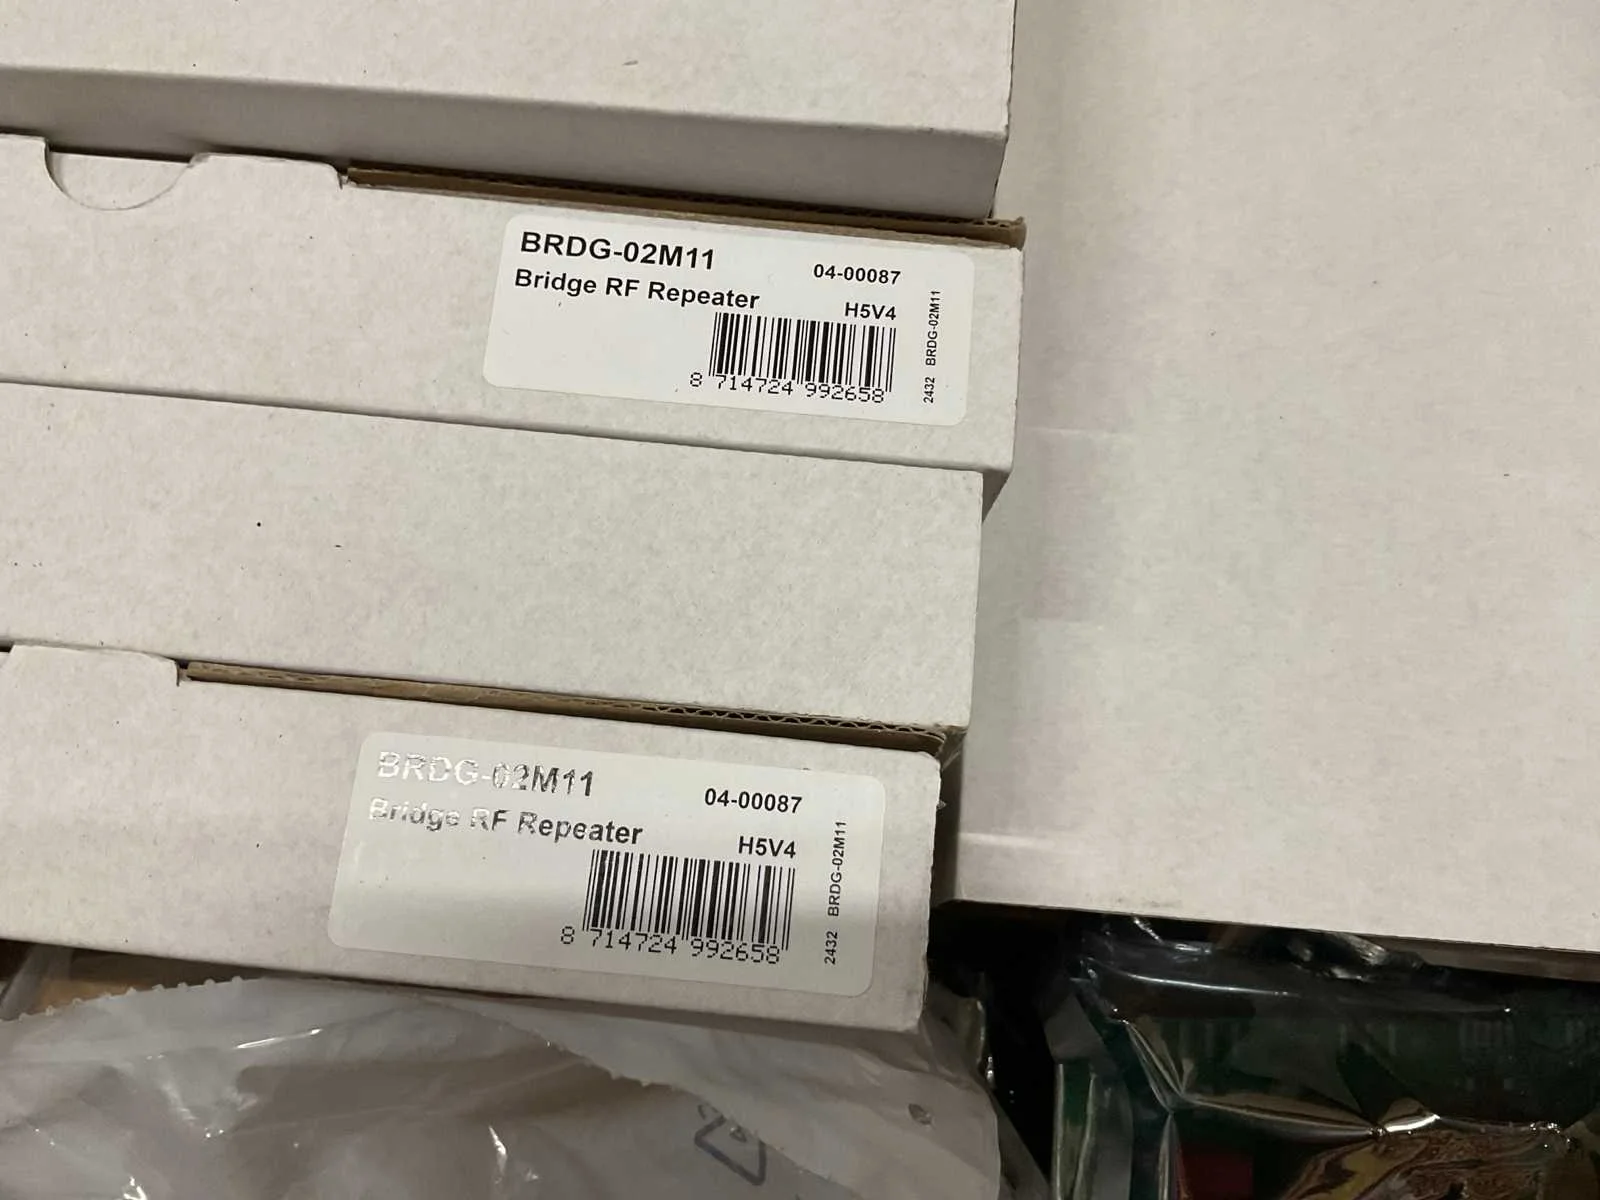 BRDG-02M11
04-00087
Bridge RF Repeater
H5V4
8 714724 992658
2432 BRDG-02M11
BRDG-02M11
04-00087
Bridge RF Repeater
H5V4
8 714724 992658
2432 BRDG-02M11